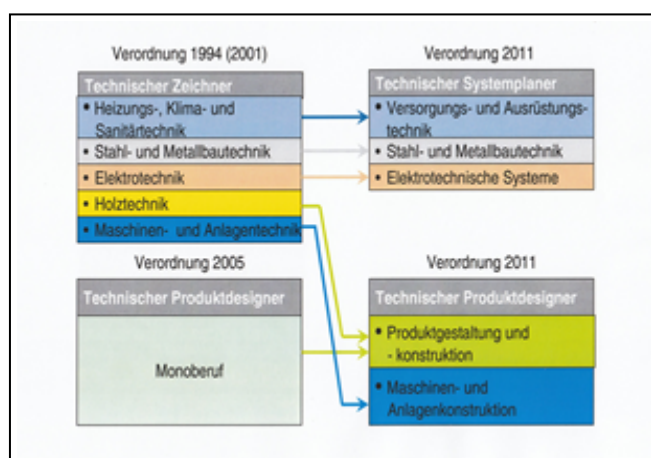 Verordnung 1994 (2001)
Technischer Zeichner
• Heizungs-, Klima- und
Sanitärtechnik
• Stahl- und Metallbautechnik
• Elektrotechnik
• Holztechnik
• Maschinen- und Anlagentechnik
Verordnung 2011
Technischer Systemplaner
• Versorgungs- und Ausrüstungs-
technik
• Stahl- und Metallbautechnik
• Elektrotechnische Systeme
Verordnung 2005
Technischer Produktdesigner
Monoberuf
Verordnung 2011
Technischer Produktdesigner
• Produktgestaltung und
- konstruktion
• Maschinen- und
Anlagenkonstruktion